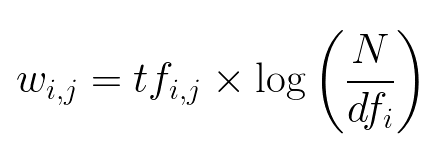 w_{i,j} = tf_{i,j} × log (N / df_i)